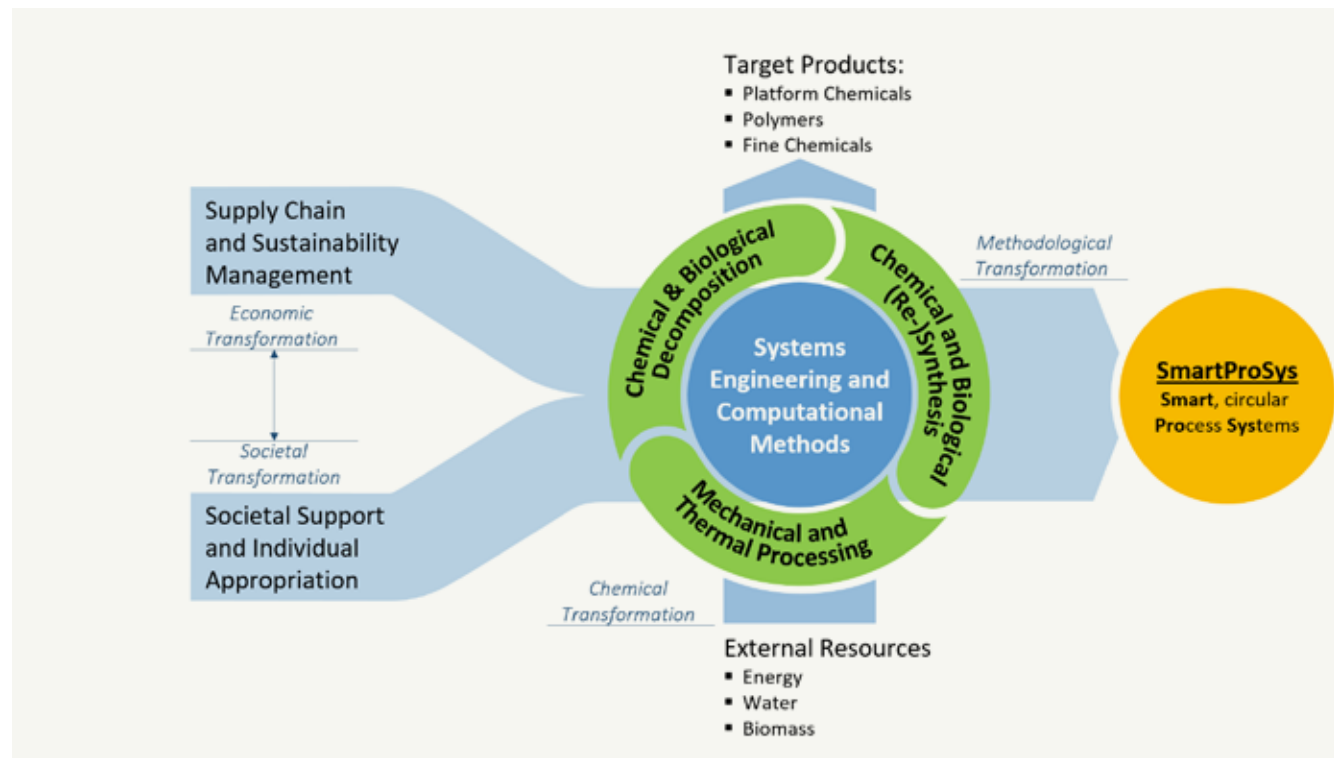 Target Products:
▪ Platform Chemicals
▪ Polymers
▪ Fine Chemicals
Supply Chain
and Sustainability
Management
Economic
Transformation
Societal
Transformation
Societal Support
and Individual
Appropriation
Chemical & Biological
Decomposition
Chemical and Biological
(Re-)Synthesis
Mechanical and
Thermal Processing
Systems
Engineering and
Computational
Methods
Methodological
Transformation
SmartProSys
Smart, circular
Process Systems
Chemical
Transformation
External Resources
▪ Energy
▪ Water
▪ Biomass